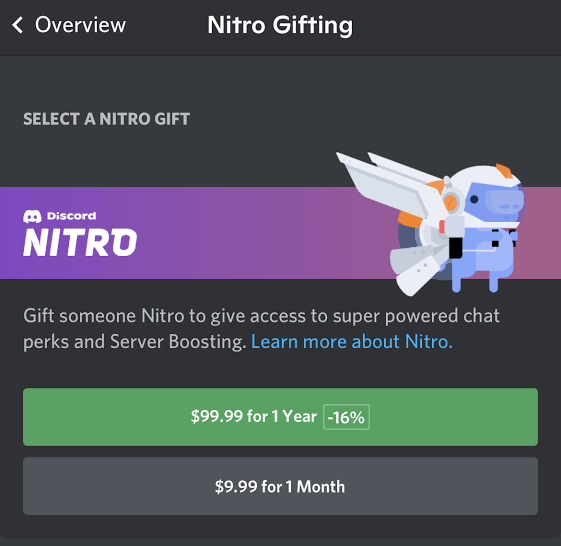 Overview
Nitro Gifting
SELECT A NITRO GIFT
Discord
NITRO
Gift someone Nitro to give access to super powered chat
perks and Server Boosting. Learn more about Nitro.
$99.99 for 1 Year -16%
$9.99 for 1 Month